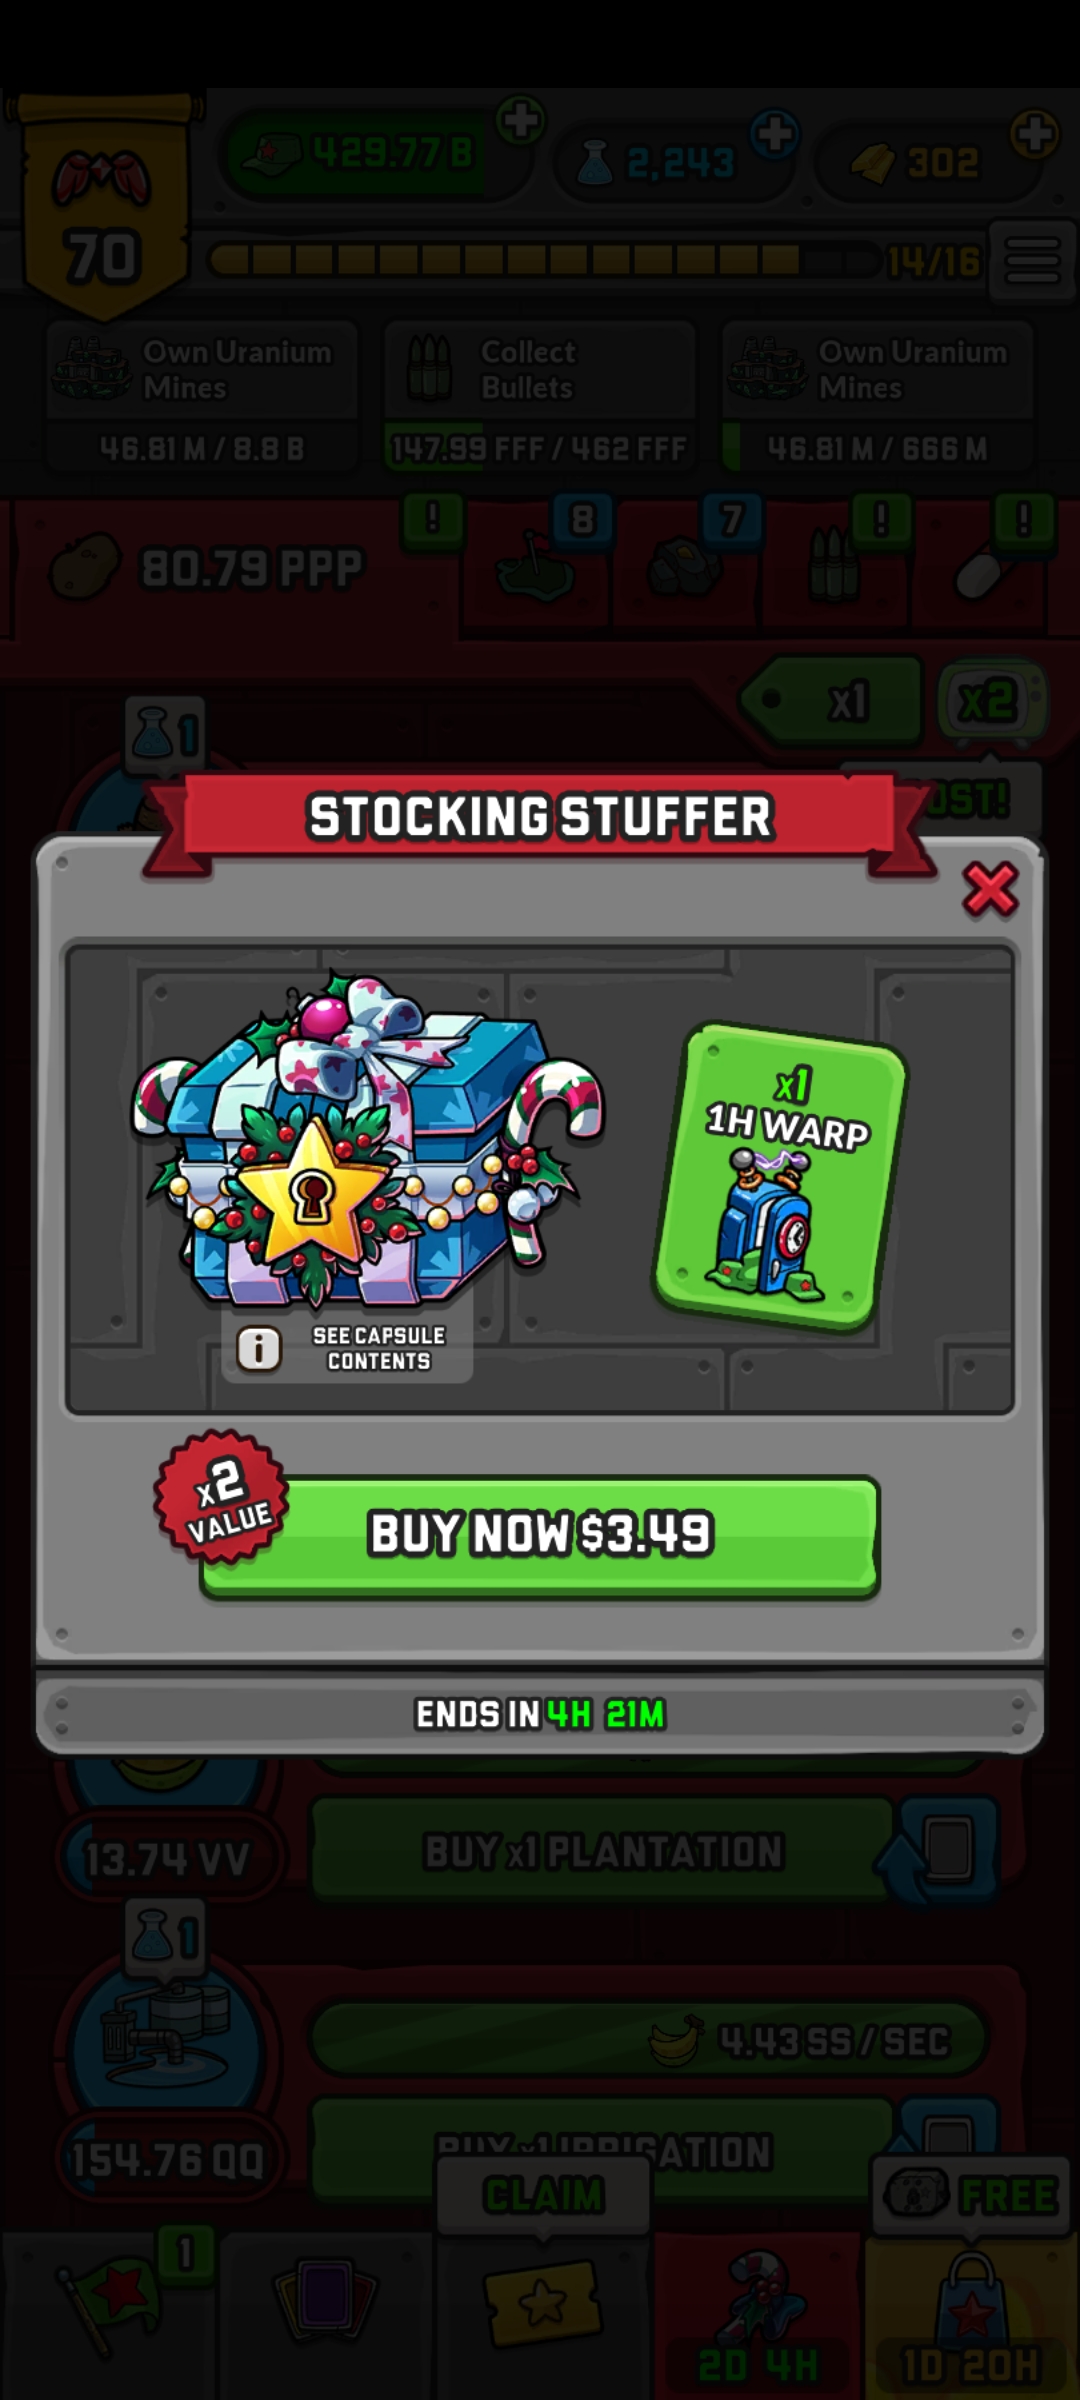 429.77 B
2,243
302
70
14/16
Own Uranium
Mines
46.81 M / 8.8 B
Collect
Bullets
147.99 FFF / 462 FFF
Own Uranium
Mines
46.81 M / 666 M
80.79 PPP
!
8
7
!
!
x1
x2
1
OST!
STOCKING STUFFER
x1
1H WARP
i
SEE CAPSULE
CONTENTS
x2
VALUE
BUY NOW $3.49
ENDS IN 4H 21M
13.74 VV
BUY x1 PLANTATION
1
4.43 SS / SEC
154.76 QQ
BUY x1 IRRIGATION
CLAIM
FREE
1
2D 4H
1D 20H